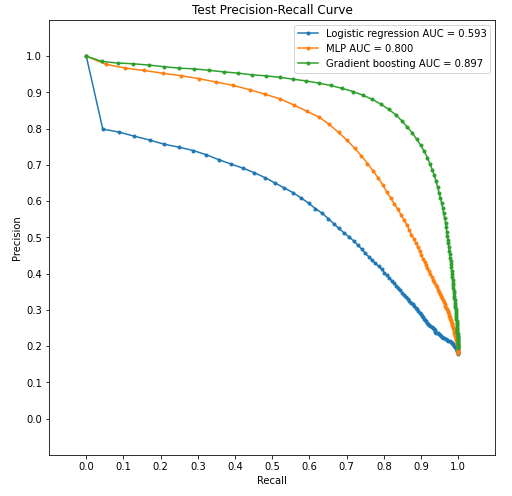 Test Precision-Recall Curve
Logistic regression AUC = 0.593
MLP AUC = 0.800
Gradient boosting AUC = 0.897
Precision
1.0
0.9
0.8
0.7
0.6
0.5
0.4
0.3
0.2
0.1
0.0
0.0 0.1 0.2 0.3 0.4 0.5 0.6 0.7 0.8 0.9 1.0
Recall